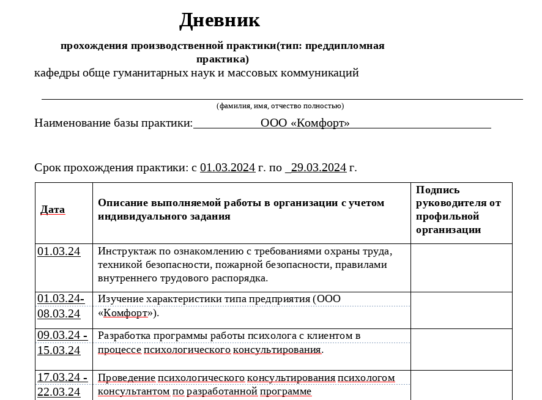 Дневник
прохождения производственной практики(тип: преддипломная
практика)
кафедры обще гуманитарных наук и массовых коммуникаций
(фамилия, имя, отчество полностью)
Наименование базы практики: ООО «Комфорт»
Срок прохождения практики: с 01.03.2024 г. по 29.03.2024 г.
Дата
Описание выполняемой работы в организации с учетом
индивидуального задания
Подпись
руководителя от
профильной
организации
01.03.24
Инструктаж по ознакомлению с требованиями охраны труда,
техникой безопасности, пожарной безопасности, правилами
внутреннего трудового распорядка.
01.03.24-
08.03.24
Изучение характеристики типа предприятия (ООО
«Комфорт»).
09.03.24 -
15.03.24
Разработка программы работы психолога с клиентом в
процессе психологического консультирования.
17.03.24 -
22.03.24
Проведение психологического консультирования психологом
консультантом по разработанной программе